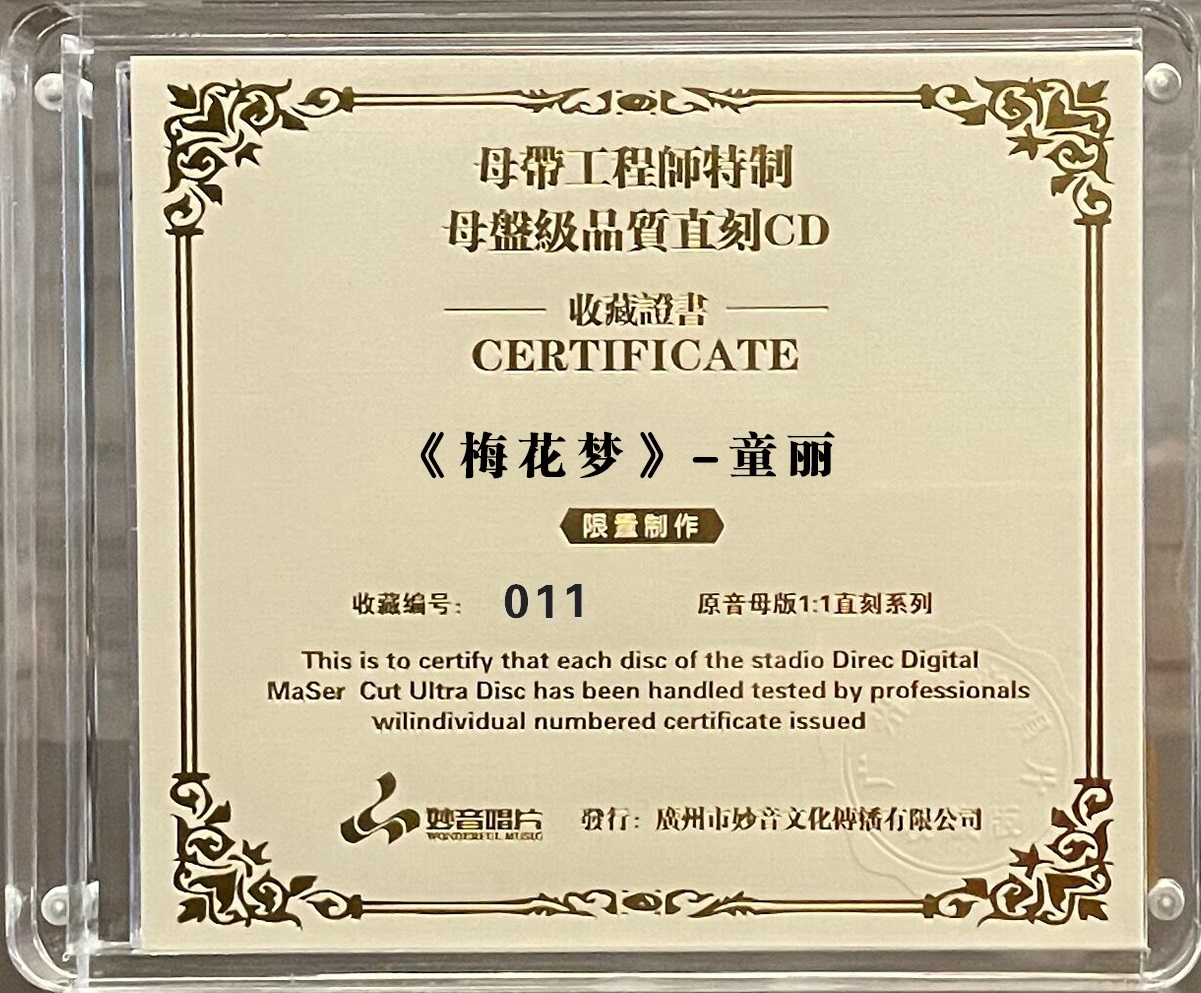 母帶工程師特制
母盤級品質直刻CD
收藏證書
CERTIFICATE
《梅花梦》-童丽
限量制作
收藏编号： 011 原音母版1:1直刻系列
This is to certify that each disc of the stadio Direc Digital
MaSer Cut Ultra Disc has been handled tested by professionals
wilindividual numbered certificate issued
妙音唱片
WONDERFUL MUSIC
發行：廣州市妙音文化傳播有限公司